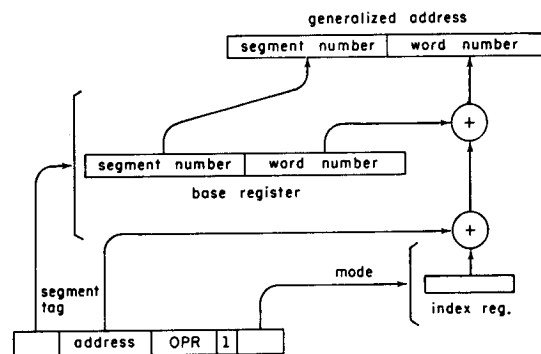 generalized address
segment number word number
+
segment number word number
base register
+
mode
segment
tag
index reg.
address OPR 1